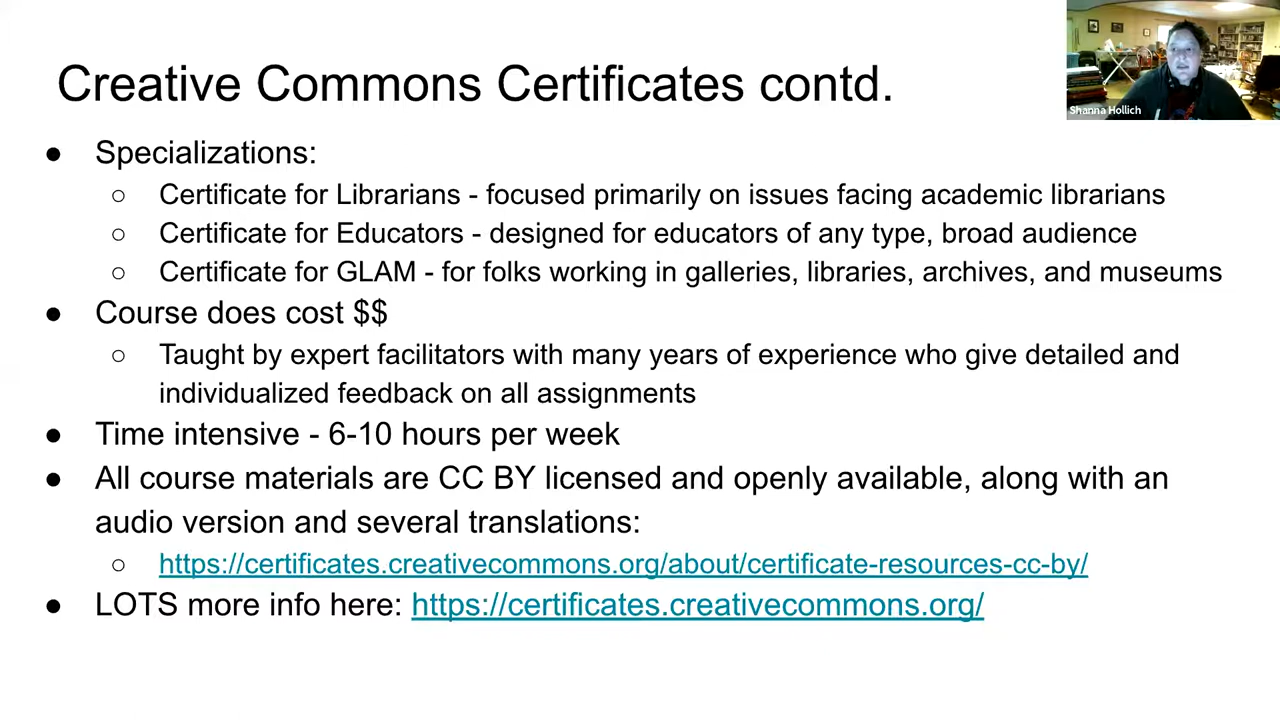 Creative Commons Certificates contd.
Shanna Hollich
● Specializations:
○ Certificate for Librarians - focused primarily on issues facing academic librarians
○ Certificate for Educators - designed for educators of any type, broad audience
○ Certificate for GLAM - for folks working in galleries, libraries, archives, and museums
● Course does cost $$
○ Taught by expert facilitators with many years of experience who give detailed and
individualized feedback on all assignments
● Time intensive - 6-10 hours per week
● All course materials are CC BY licensed and openly available, along with an
audio version and several translations:
○ https://certificates.creativecommons.org/about/certificate-resources-cc-by/
● LOTS more info here: https://certificates.creativecommons.org/